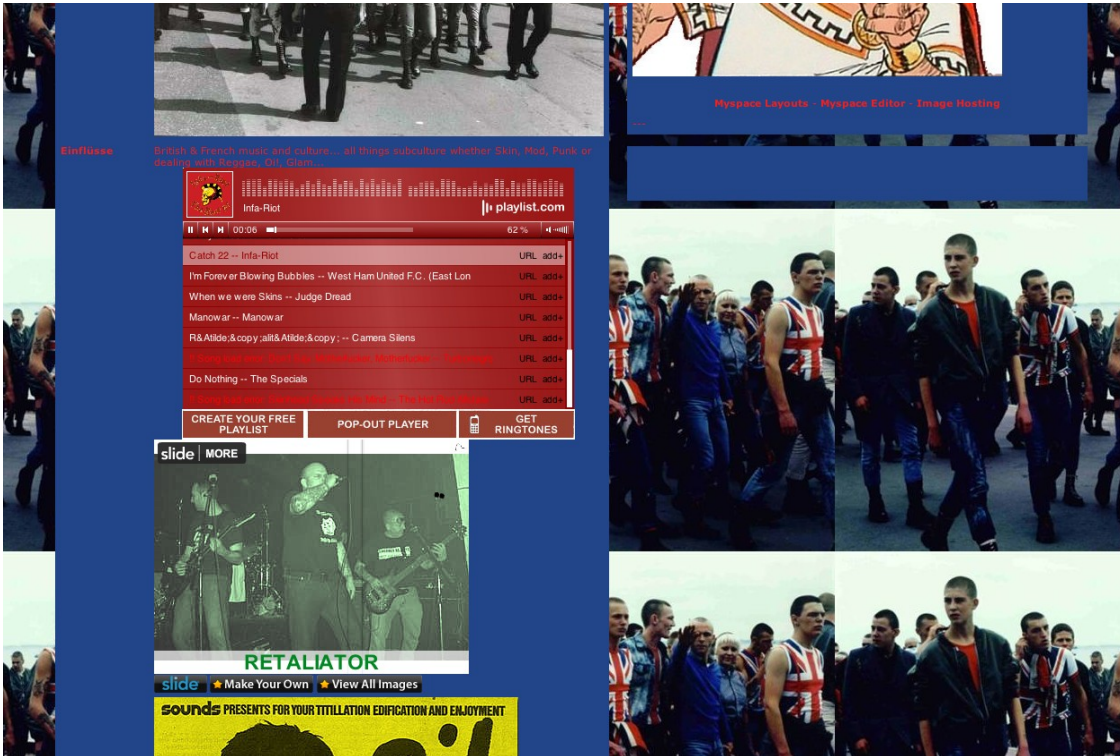 Myspace Layouts - Myspace Editor - Image Hosting
Einflüsse
British & French music and culture... all things subculture whether Skin, Mod, Punk or
dealing with Reggae, Oi!, Glam...
Infa-Riot
playlist.com
00:06
62 %
Catch 22 -- Infa-Riot URL add+
I'm Forever Blowing Bubbles -- West Ham United F.C. (East Lon URL add+
When we were Skins -- Judge Dread URL add+
Manowar -- Manowar URL add+
R&Atilde;&copy;alit&Atilde;&copy; -- Camera Silens URL add+
URL add+
Do Nothing -- The Specials URL add+
URL add+
CREATE YOUR FREE
PLAYLIST
POP-OUT PLAYER
GET
RINGTONES
slide MORE
RETALIATOR
slide Make Your Own View All Images
sounds PRESENTS FOR YOUR TITILLATION EDIFICATION AND ENJOYMENT